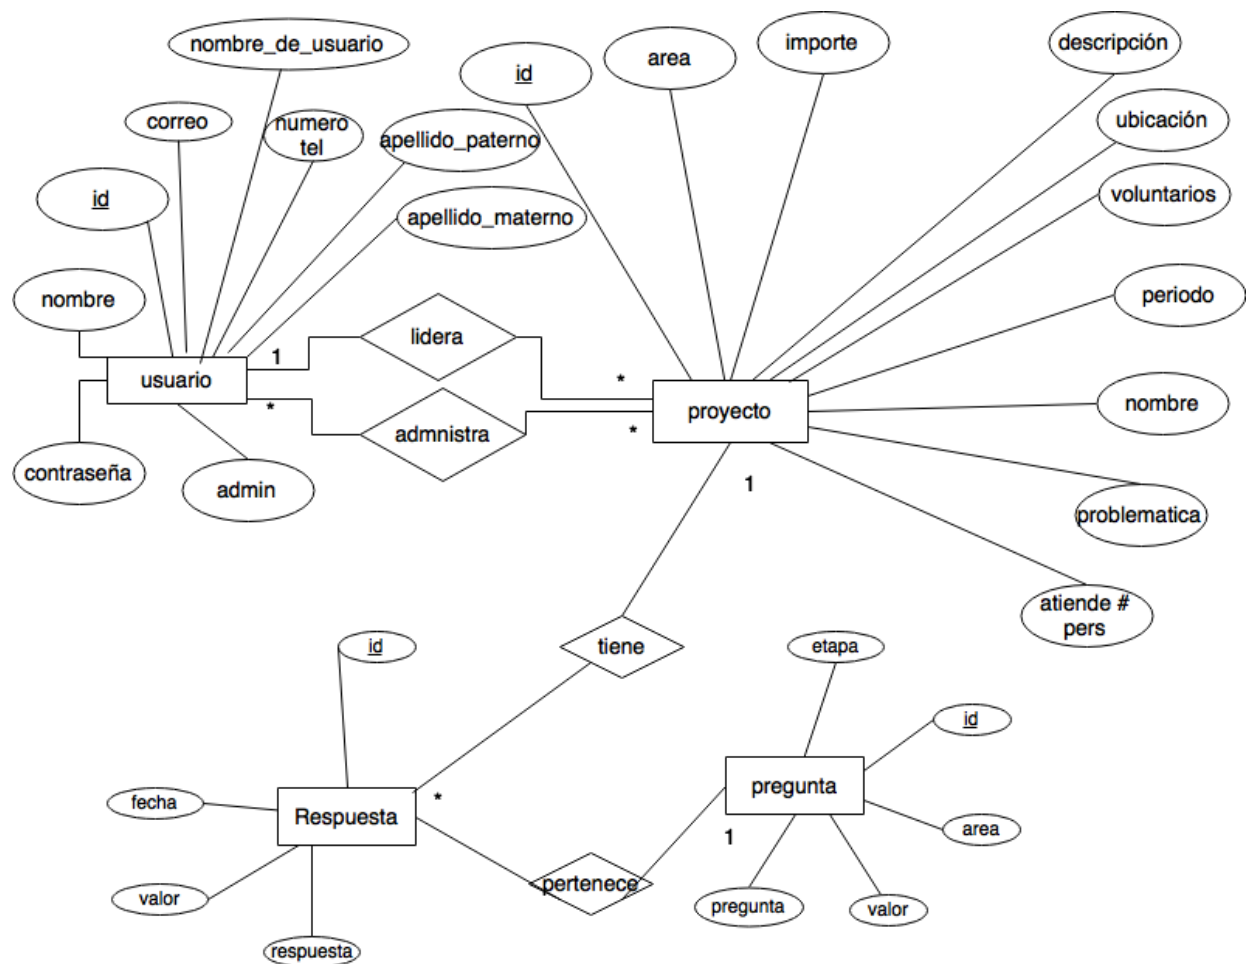 nombre_de_usuario
id
area
importe
descripción
correo
numero
tel
apellido_paterno
ubicación
id
apellido_materno
voluntarios
nombre
periodo
lidera
1
usuario
*
*
proyecto
nombre
admnistra
*
contraseña
admin
1
problematica
atiende #
pers
id
tiene
etapa
id
fecha
Respuesta
*
pregunta
area
1
valor
pertenece
pregunta
valor
respuesta